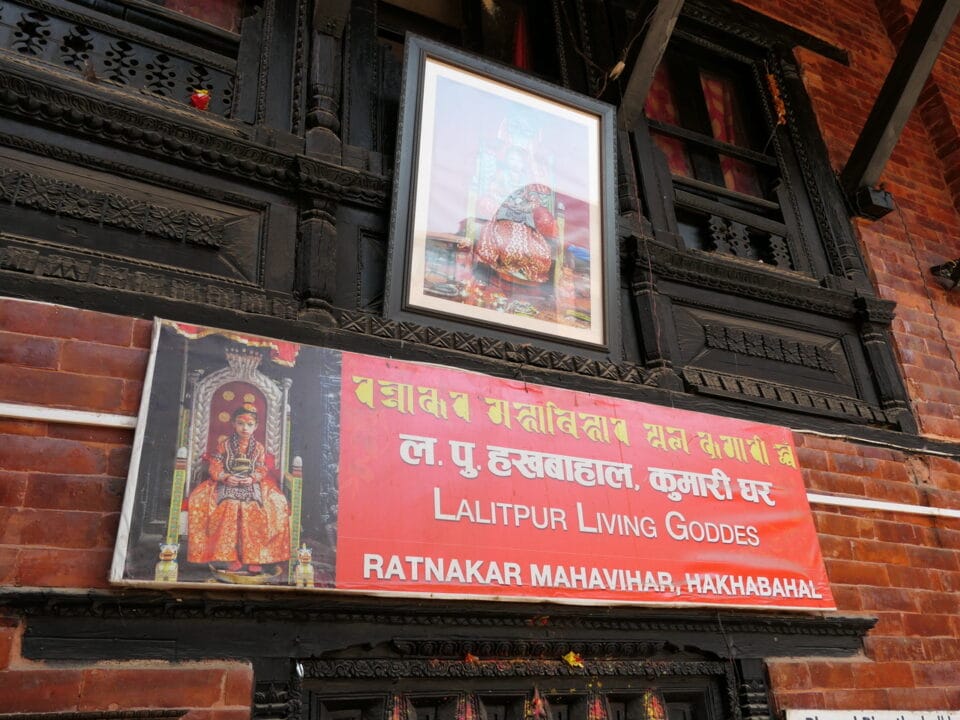 ल. पु. हखबाहाल, कुमारी घर
LALITPUR LIVING GODDES
RATNAKAR MAHAVIHAR, HAKHABAHAL